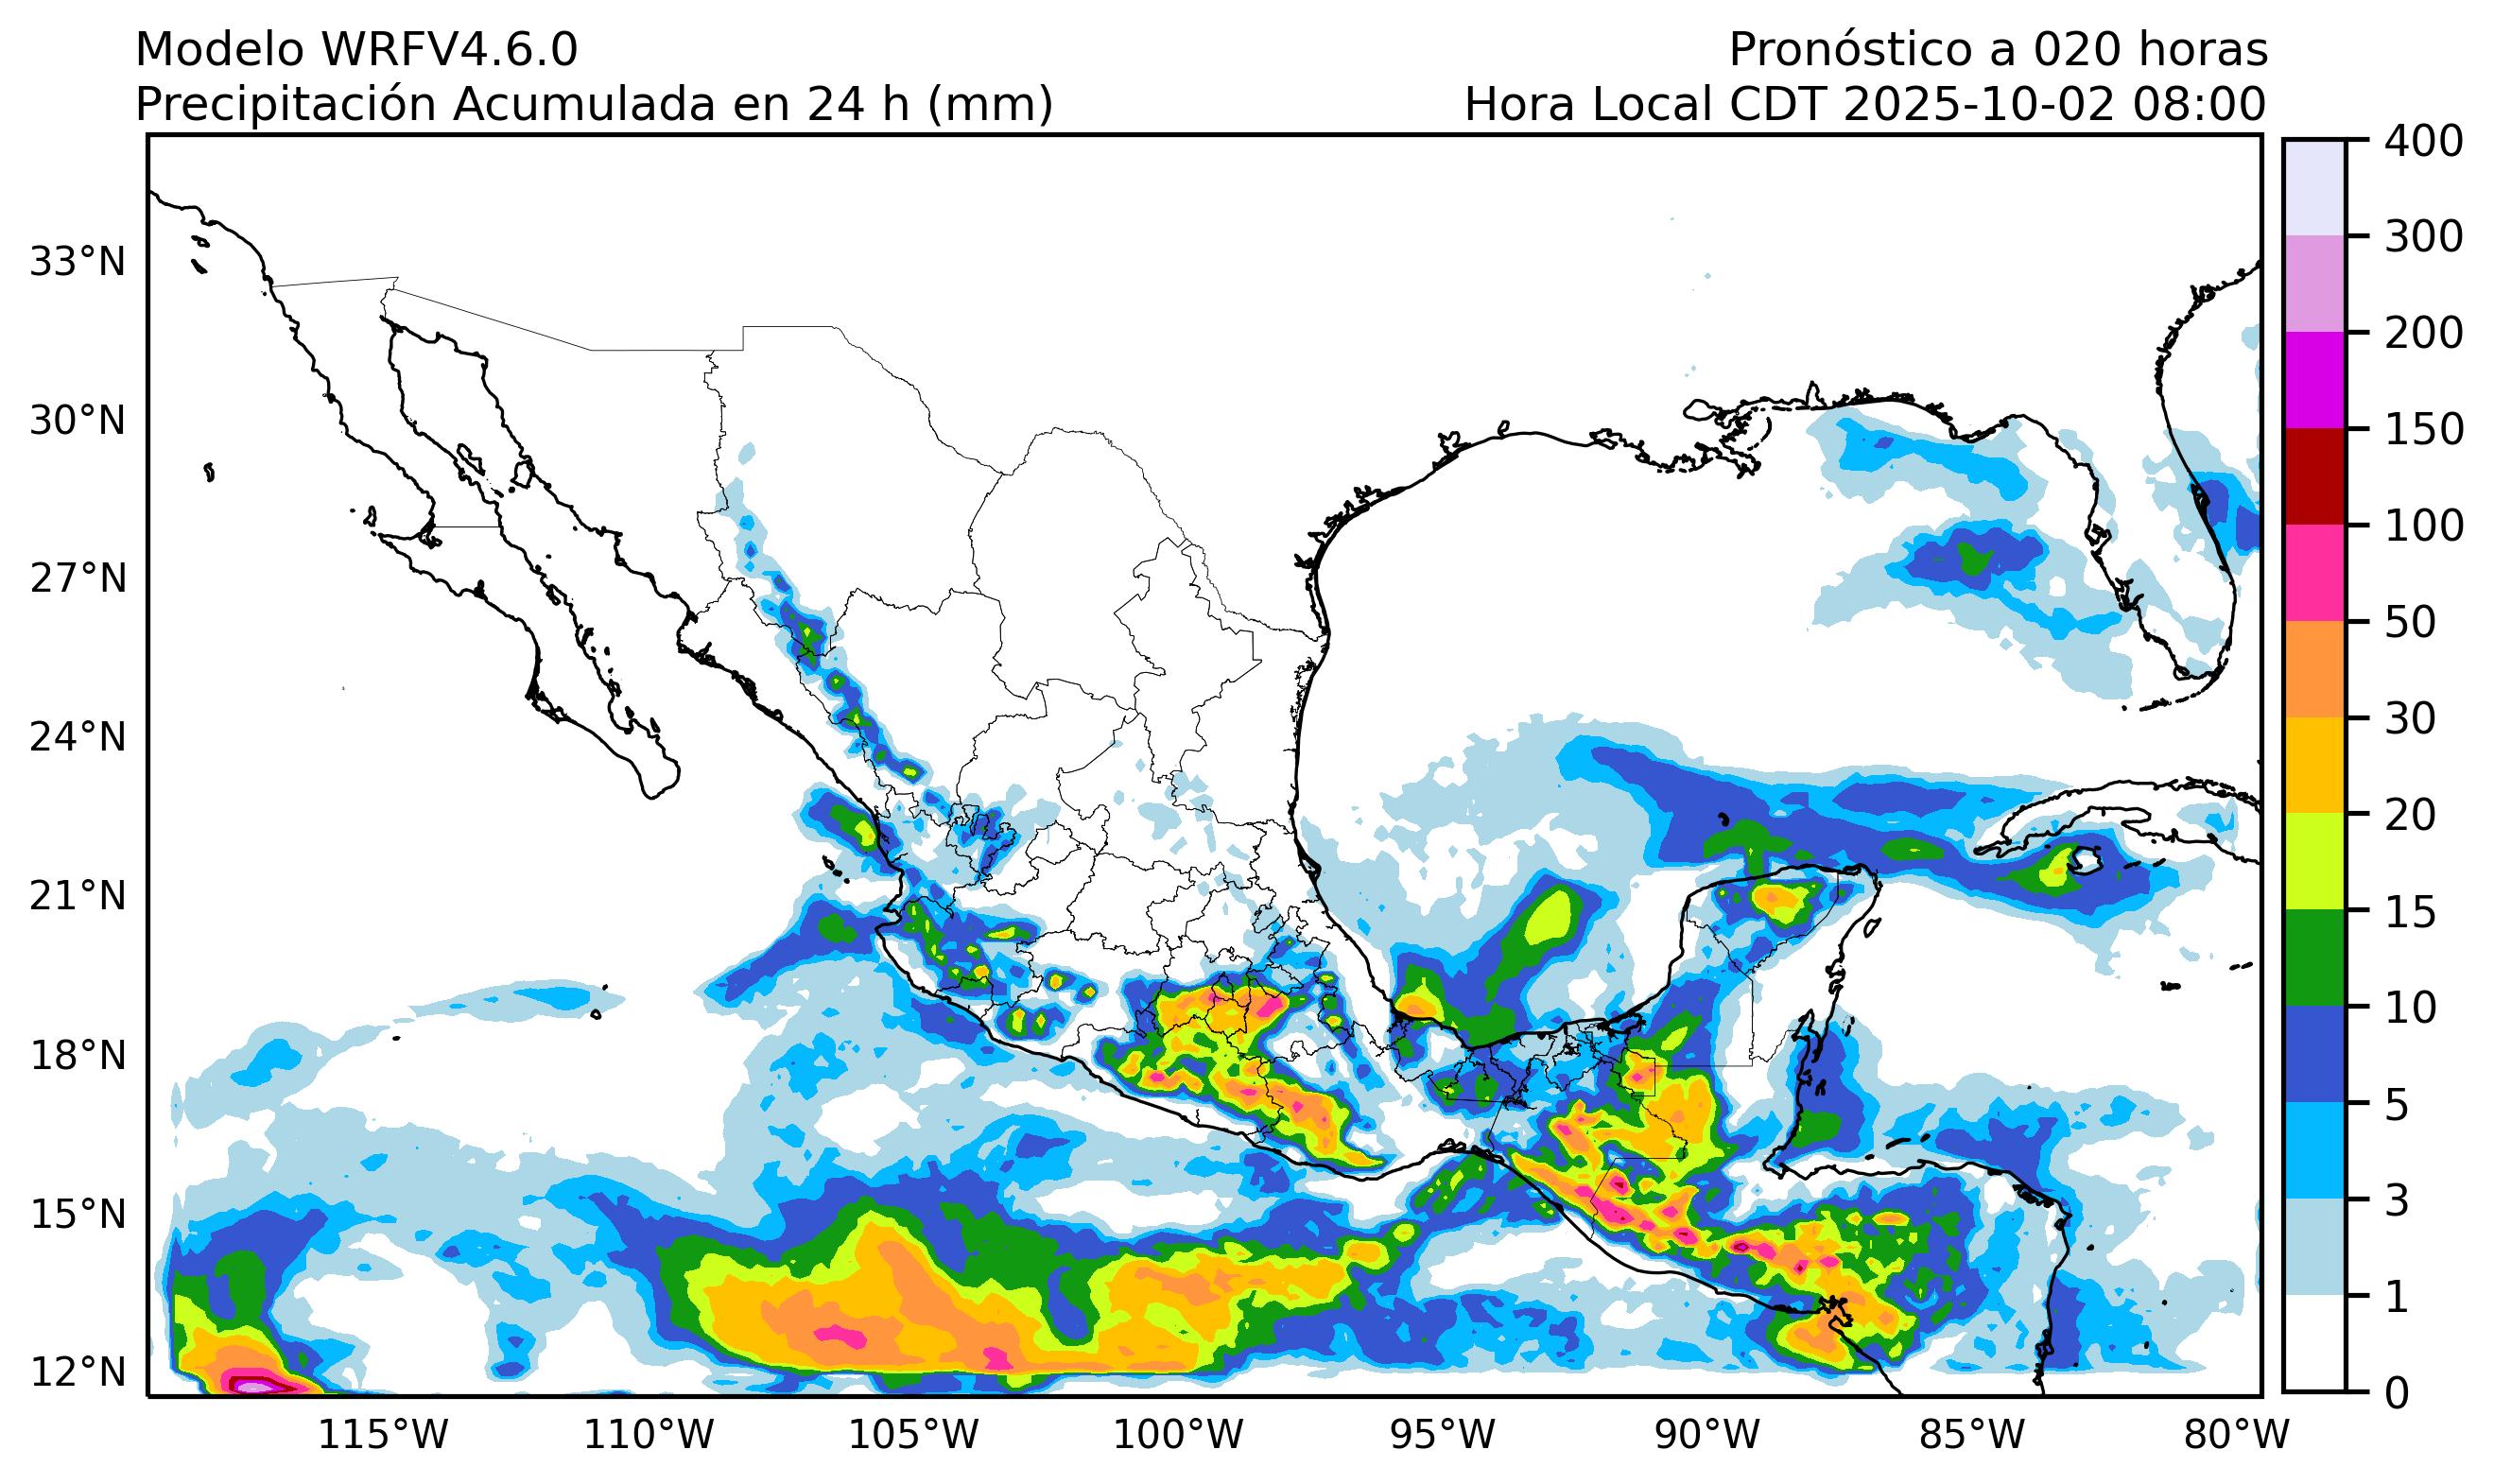 Modelo WRFV4.6.0
Pronóstico a 020 horas
Precipitación Acumulada en 24 h (mm)
Hora Local CDT 2025-10-02 08:00
400
300
200
150
100
50
30
20
15
10
5
3
1
0
33°N
30°N
27°N
24°N
21°N
18°N
15°N
12°N
115°W
110°W
105°W
100°W
95°W
90°W
85°W
80°W